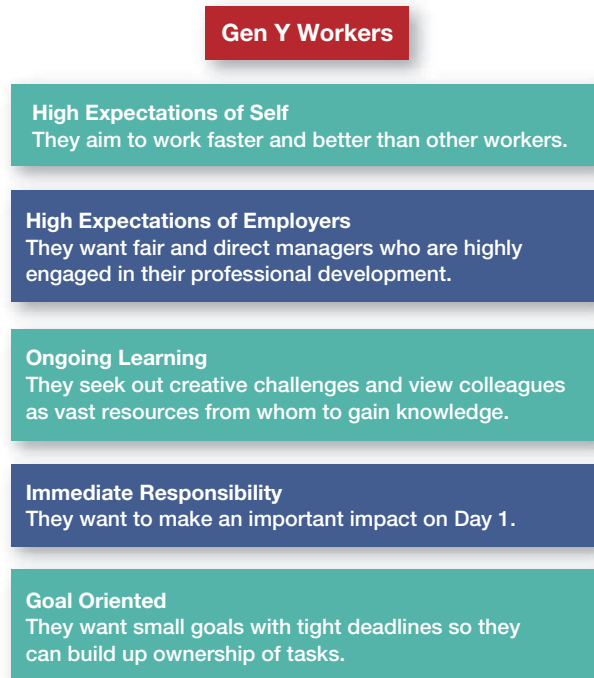 Gen Y Workers
High Expectations of Self
They aim to work faster and better than other workers.
High Expectations of Employers
They want fair and direct managers who are highly
engaged in their professional development.
Ongoing Learning
They seek out creative challenges and view colleagues
as vast resources from whom to gain knowledge.
Immediate Responsibility
They want to make an important impact on Day 1.
Goal Oriented
They want small goals with tight deadlines so they
can build up ownership of tasks.